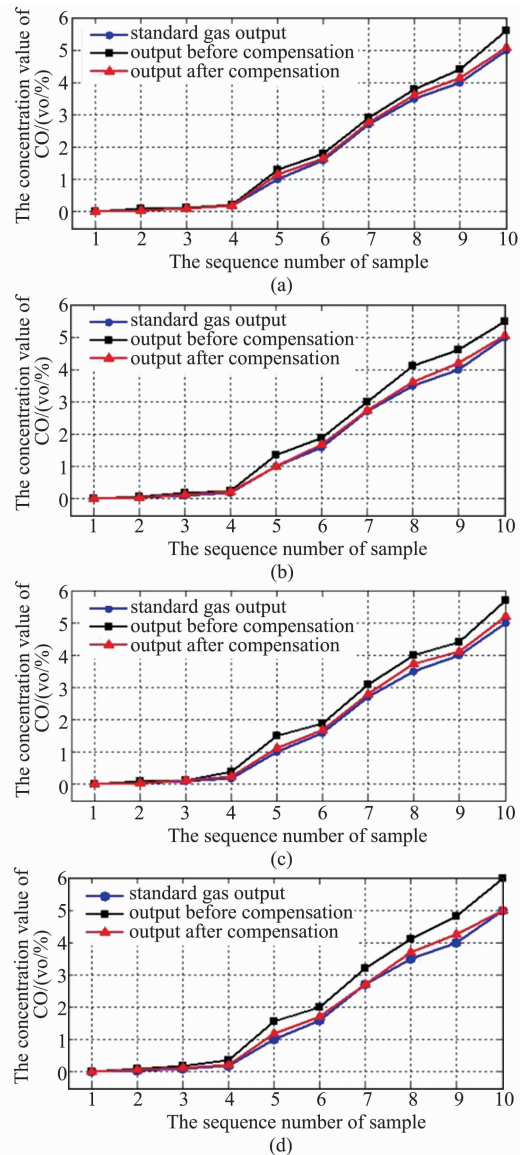 The concentration value of
CO/(vo/%)
6
5
4
3
2
1
0
standard gas output
output before compensation
output after compensation
1 2 3 4 5 6 7 8 9 10
The sequence number of sample
(a)
The concentration value of
CO/(vo/%)
6
5
4
3
2
1
0
standard gas output
output before compensation
output after compensation
1 2 3 4 5 6 7 8 9 10
The sequence number of sample
(b)
The concentration value of
CO/(vo/%)
6
5
4
3
2
1
0
standard gas output
output before compensation
output after compensation
1 2 3 4 5 6 7 8 9 10
The sequence number of sample
(c)
The concentration value of
CO/(vo/%)
6
5
4
3
2
1
0
standard gas output
output before compensation
output after compensation
1 2 3 4 5 6 7 8 9 10
The sequence number of sample
(d)